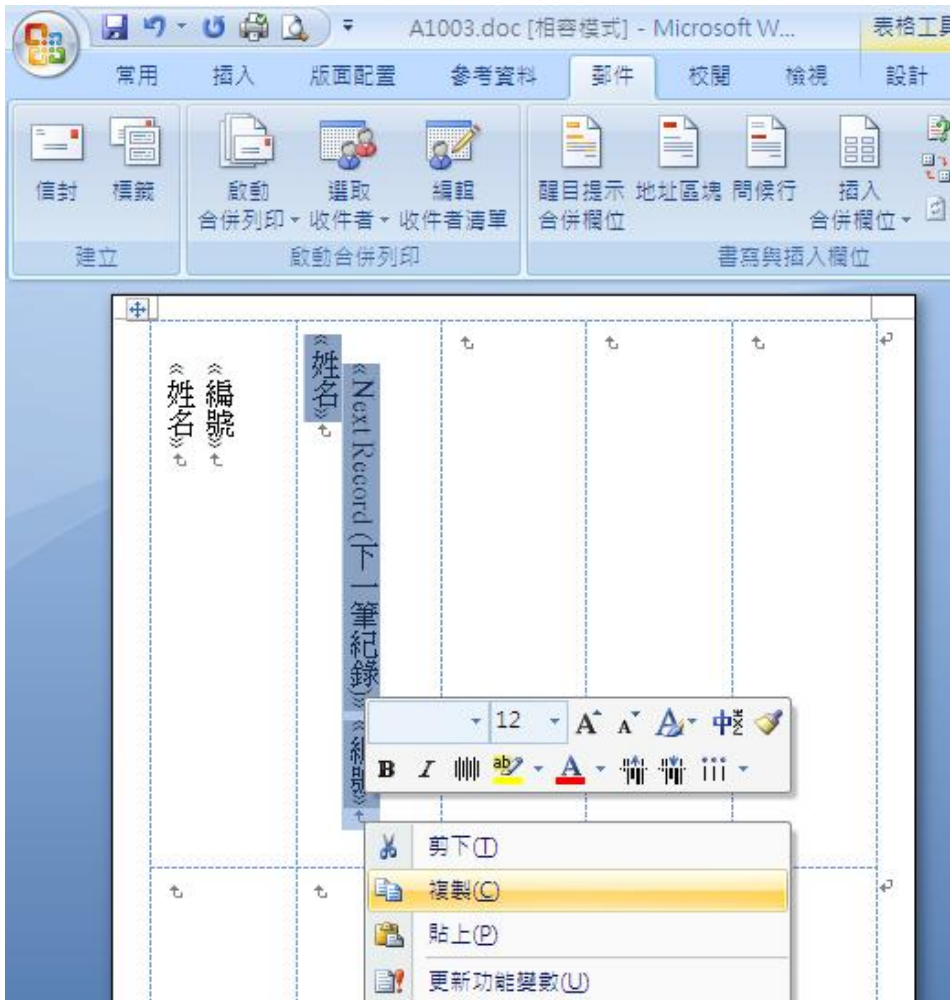 A1003.doc [相容模式] - Microsoft W...
表格工具
常用 插入 版面配置 參考資料 郵件 校閱 檢視 設計
信封 標籤 啟動合併列印 選取收件者 編輯收件者清單 醒目提示合併欄位 地址區塊 問候行 插入合併欄位
建立 啟動合併列印 書寫與插入欄位
«編號»
«姓名»
«Next Record (下一筆紀錄)»«編號»
«姓名»
12 A A A 中
B I ab A
剪下(T)
複製(C)
貼上(P)
更新功能變數(U)